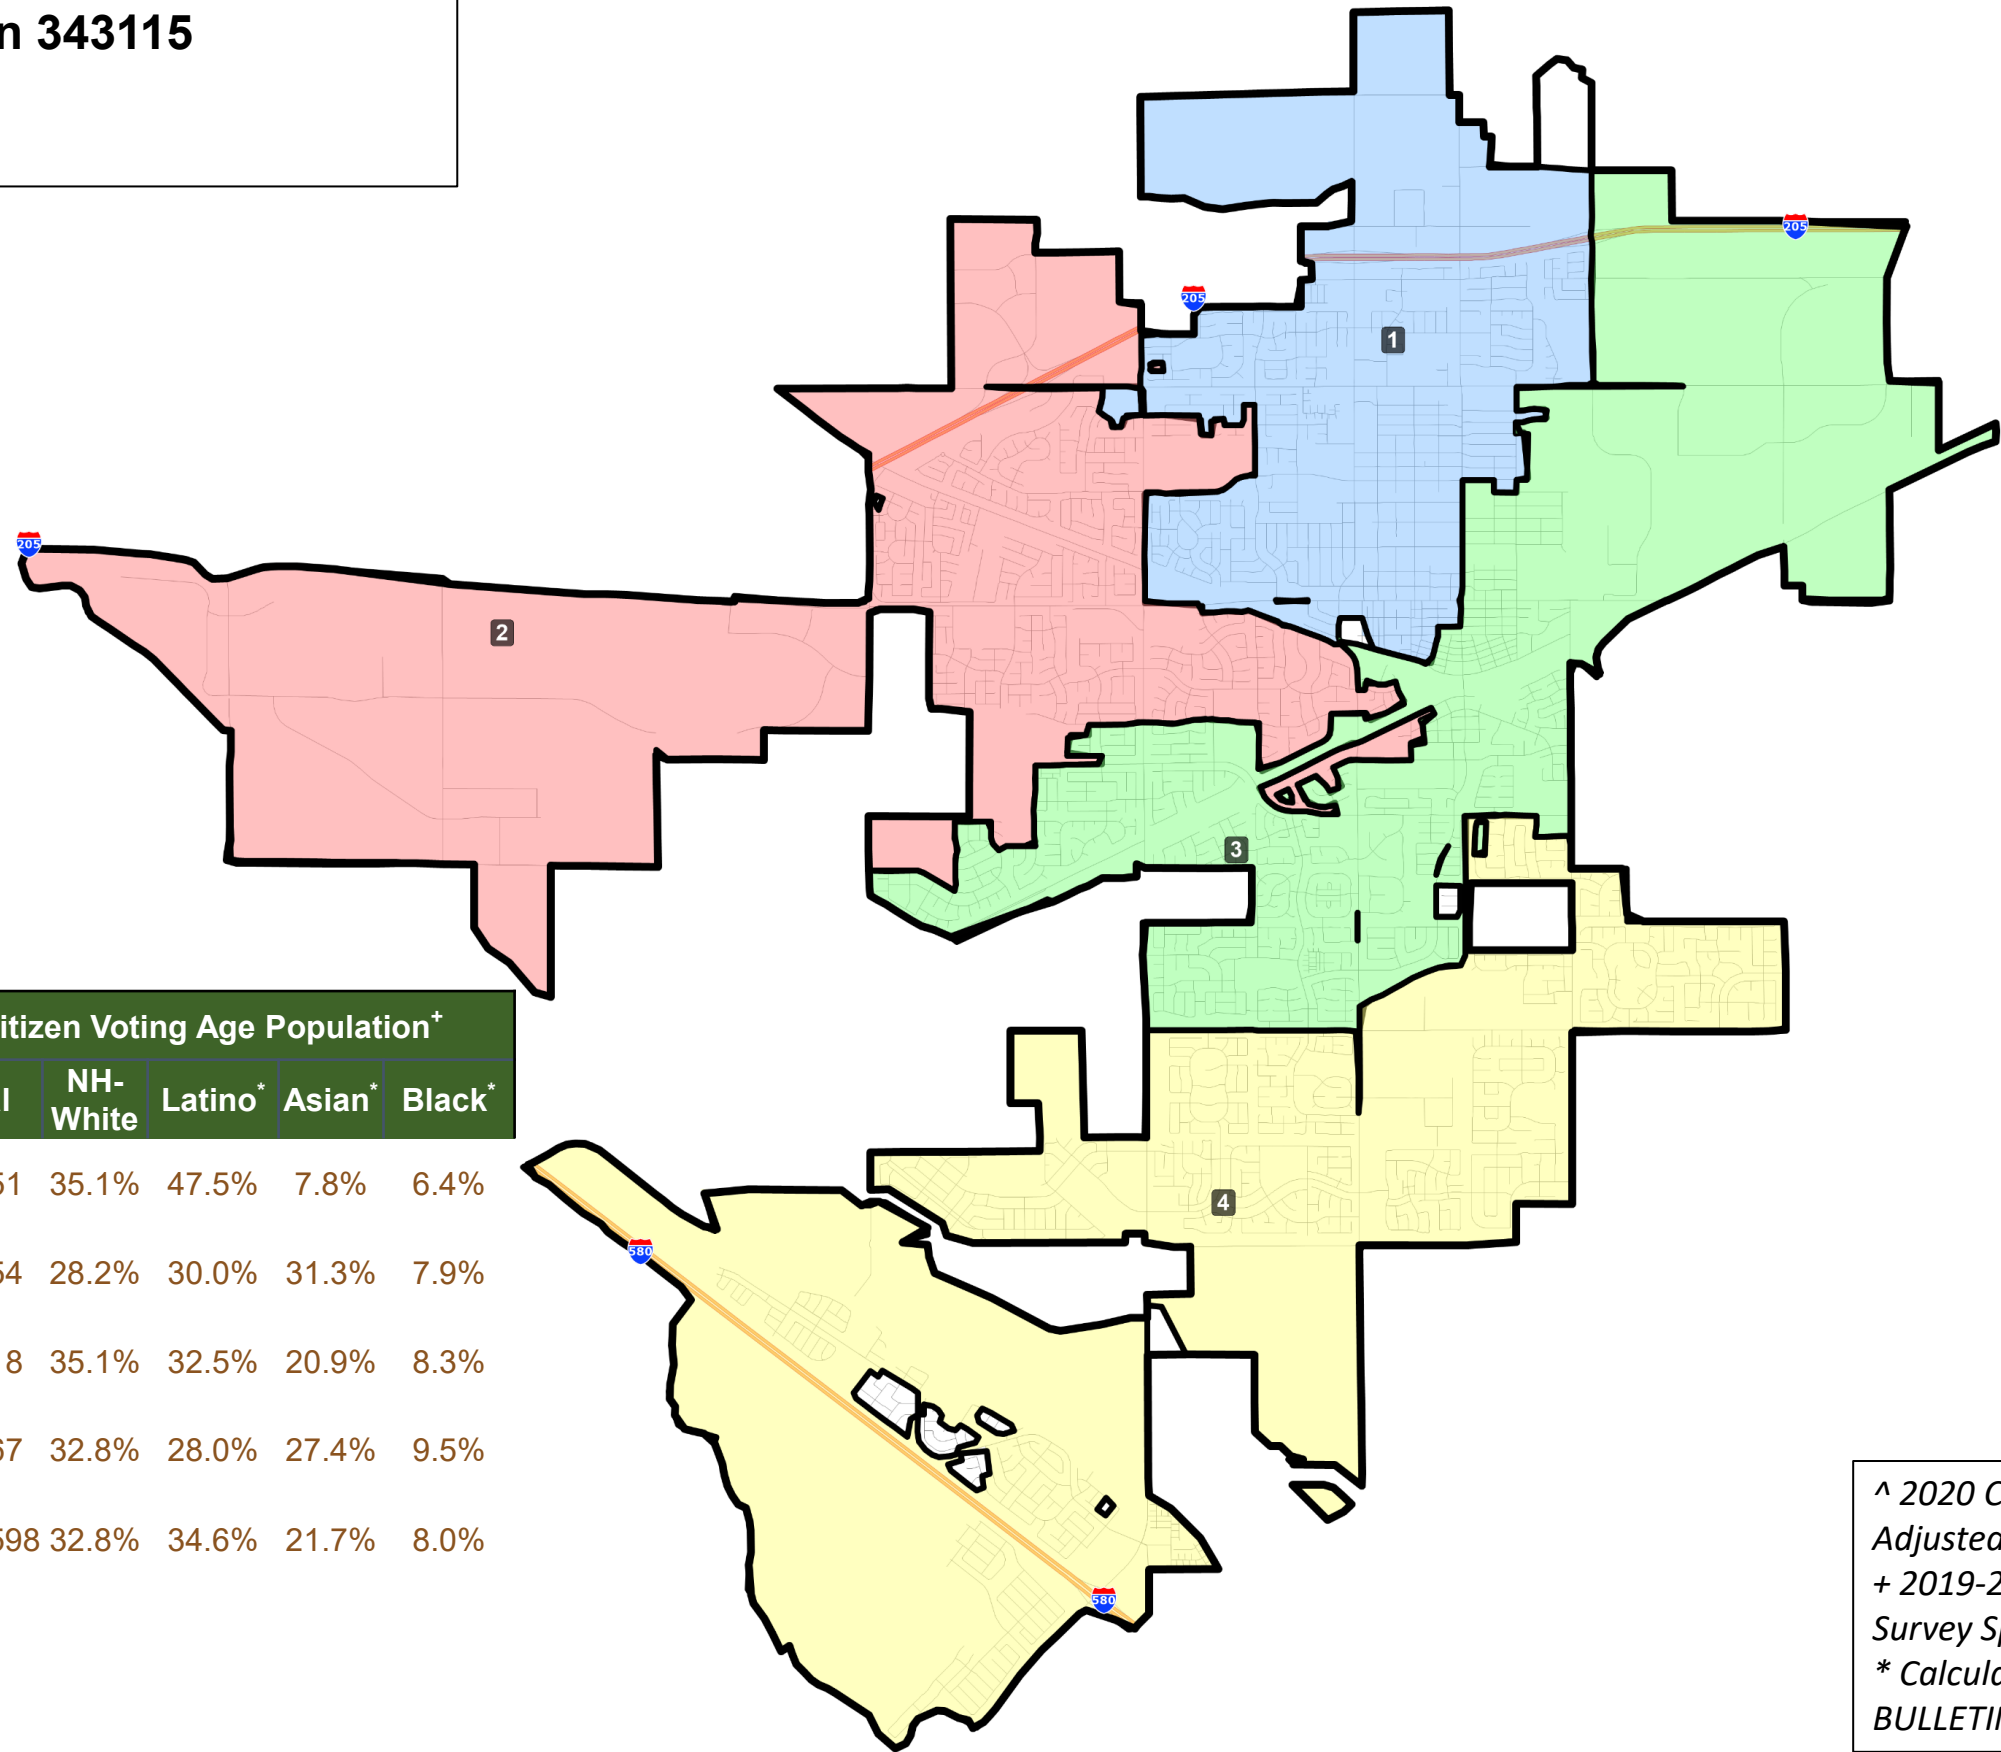 n 343115
205
205
1
205
2
3
itizen Voting Age Population+
l NH-White Latino* Asian* Black*
51 35.1% 47.5% 7.8% 6.4%
4
54 28.2% 30.0% 31.3% 7.9%
580
8 35.1% 32.5% 20.9% 8.3%
67 32.8% 28.0% 27.4% 9.5%
598 32.8% 34.6% 21.7% 8.0%
580
^ 2020 C
Adjusted
+ 2019-2
Survey Sp
* Calcula
BULLETIN